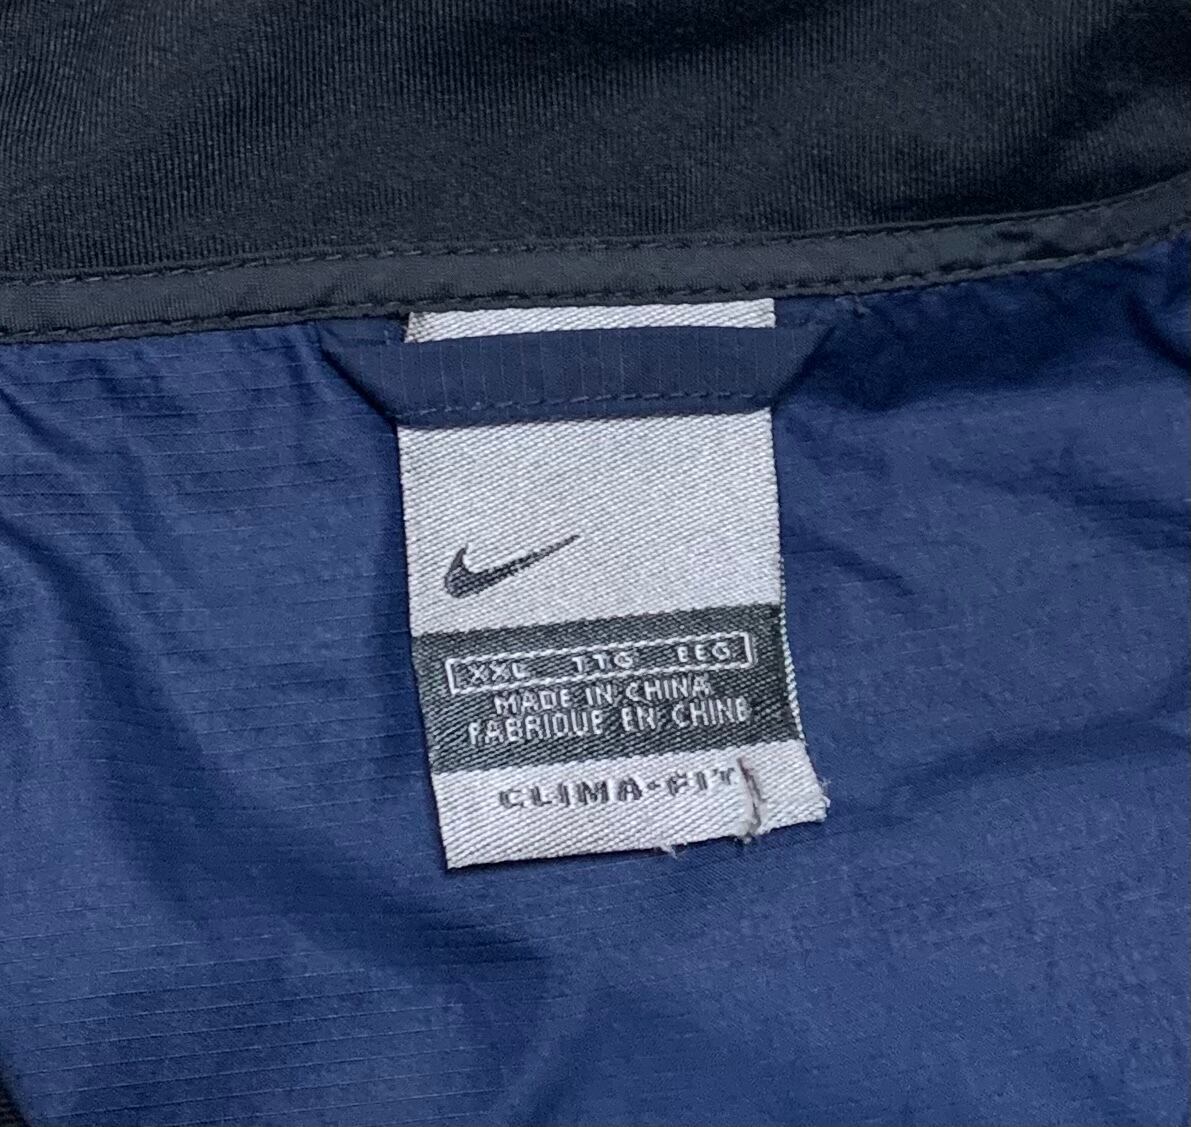 XXL TTG EEG
MADE IN CHINA
FABRIQUE EN CHINE
CLIMA-FIT